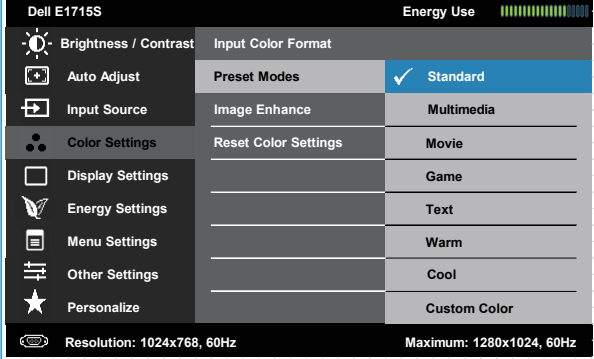 Dell E1715S Energy Use
Brightness / Contrast Input Color Format
Auto Adjust Preset Modes Standard
Input Source Image Enhance Multimedia
Color Settings Reset Color Settings Movie
Display Settings Game
Energy Settings Text
Menu Settings Warm
Other Settings Cool
Personalize Custom Color
Resolution: 1024x768, 60Hz Maximum: 1280x1024, 60Hz